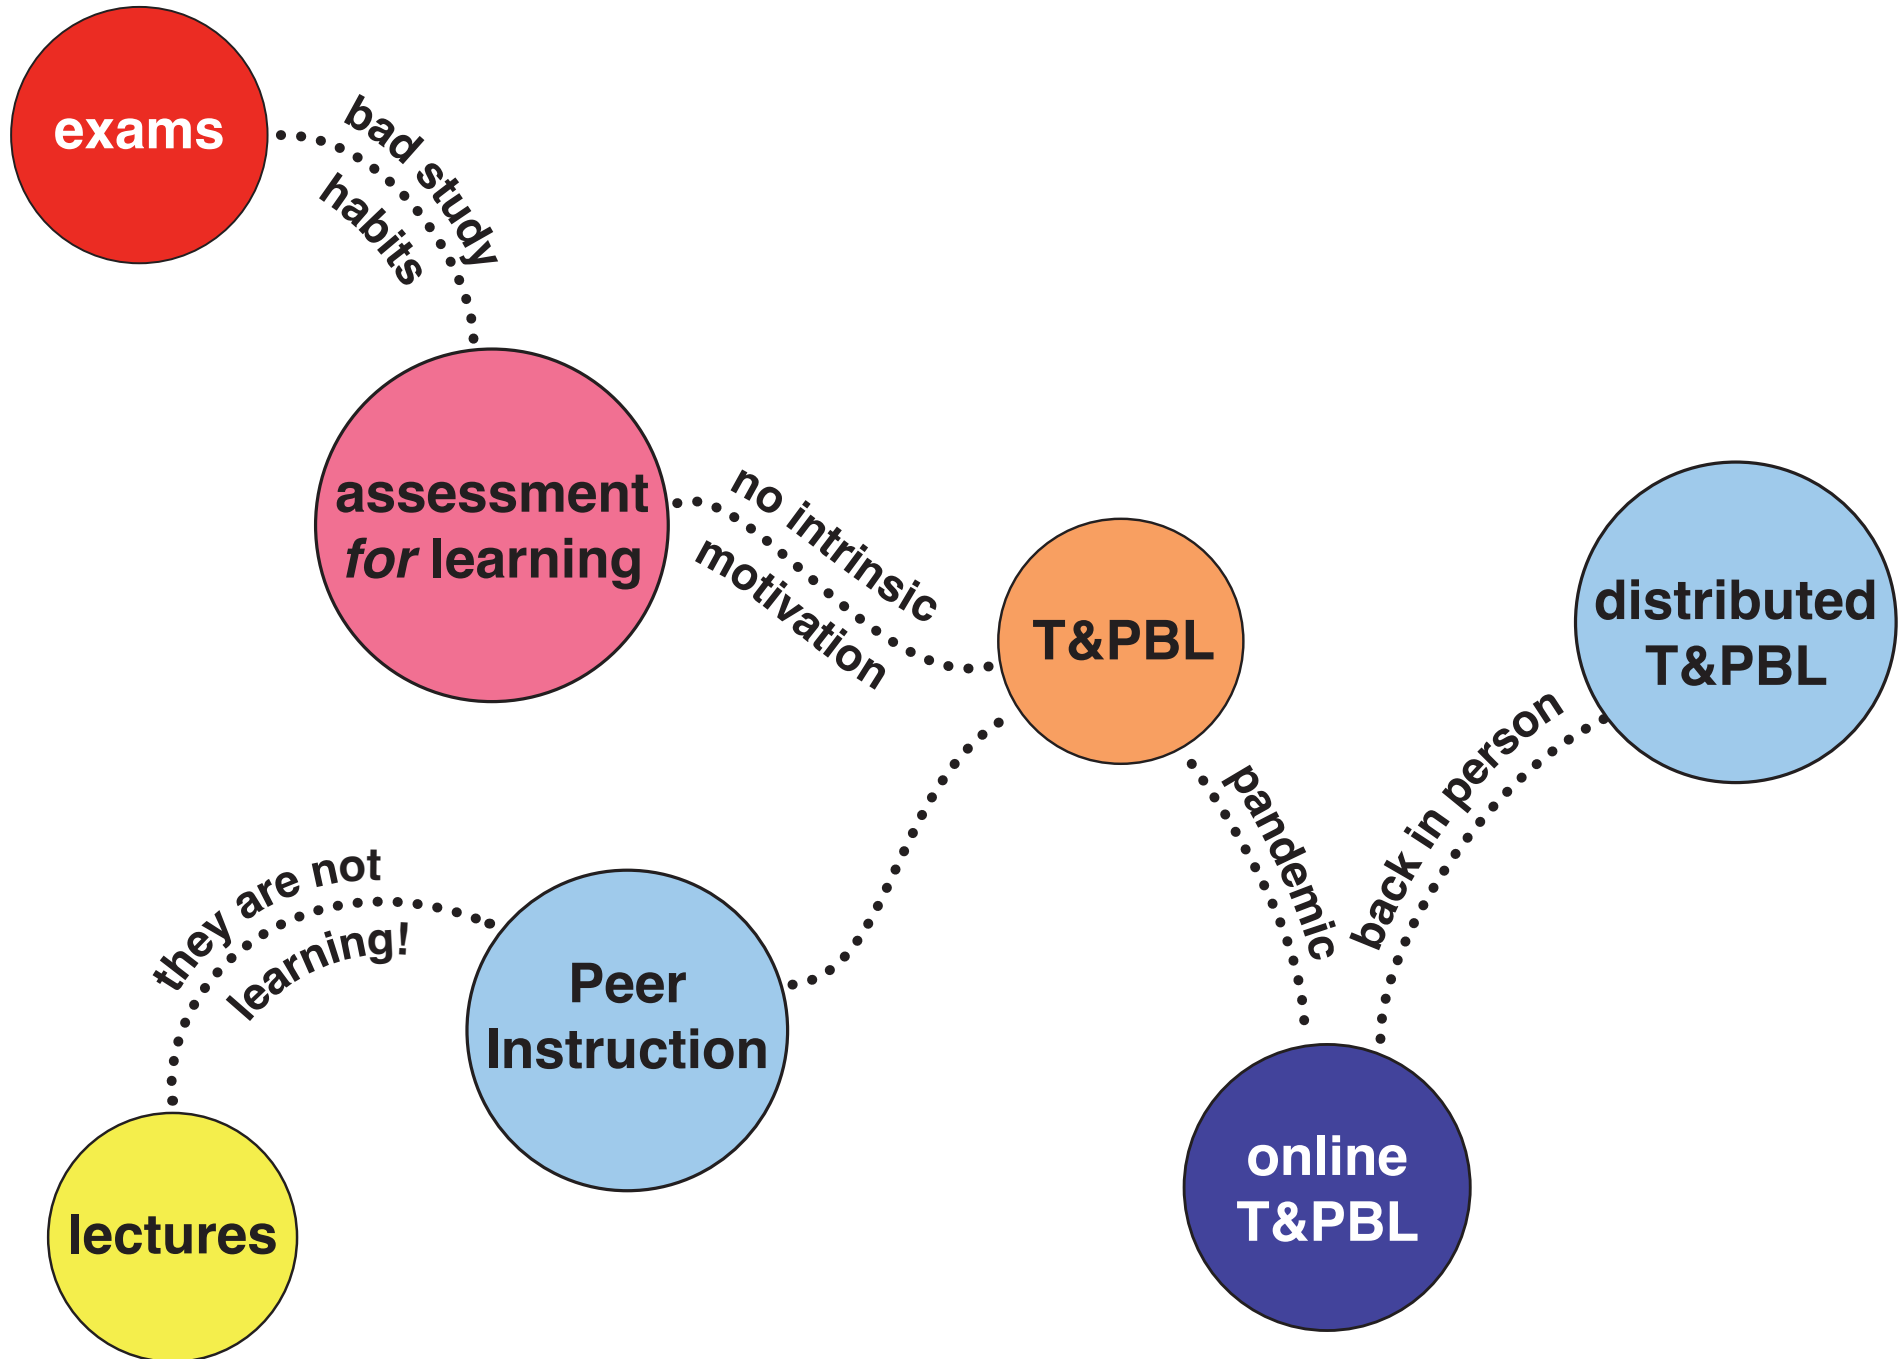 exams
bad study
habits
assessment
for learning
no intrinsic
motivation
T&PBL
distributed
T&PBL
they are not
learning!
Peer
Instruction
pandemic
back in person
lectures
online
T&PBL